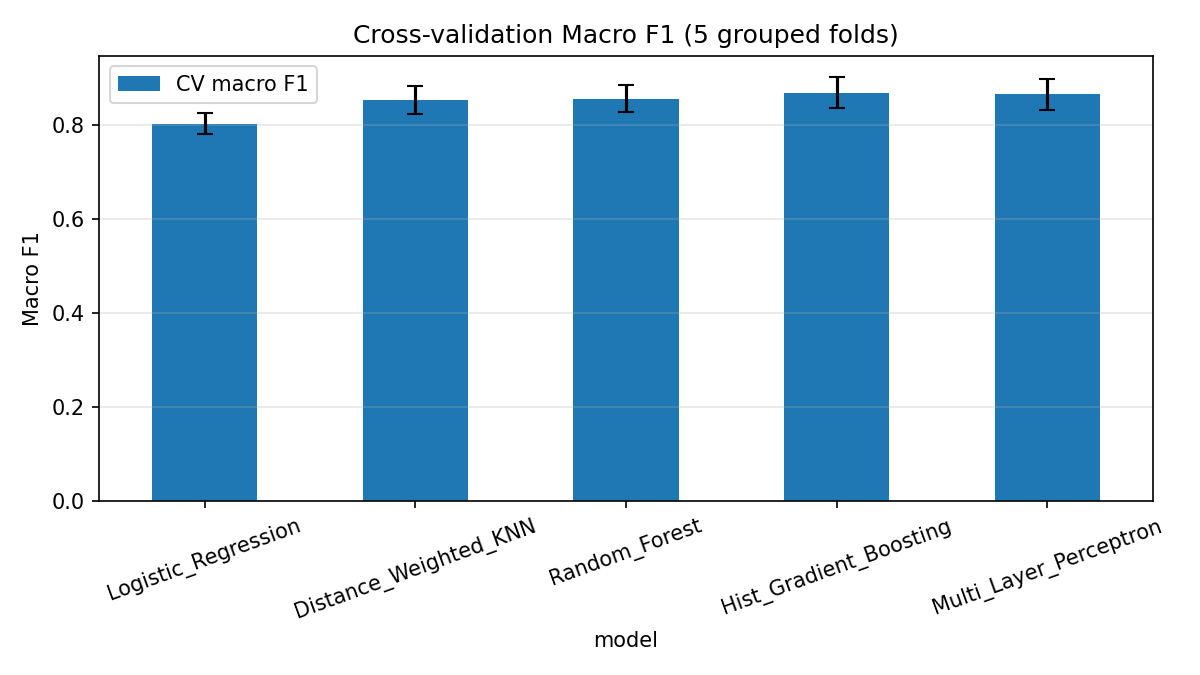 Cross-validation Macro F1 (5 grouped folds)
CV macro F1
Macro F1
0.8
0.6
0.4
0.2
0.0
Logistic_Regression
Distance_Weighted_KNN
Random_Forest
Hist_Gradient_Boosting
Multi_Layer_Perceptron
model